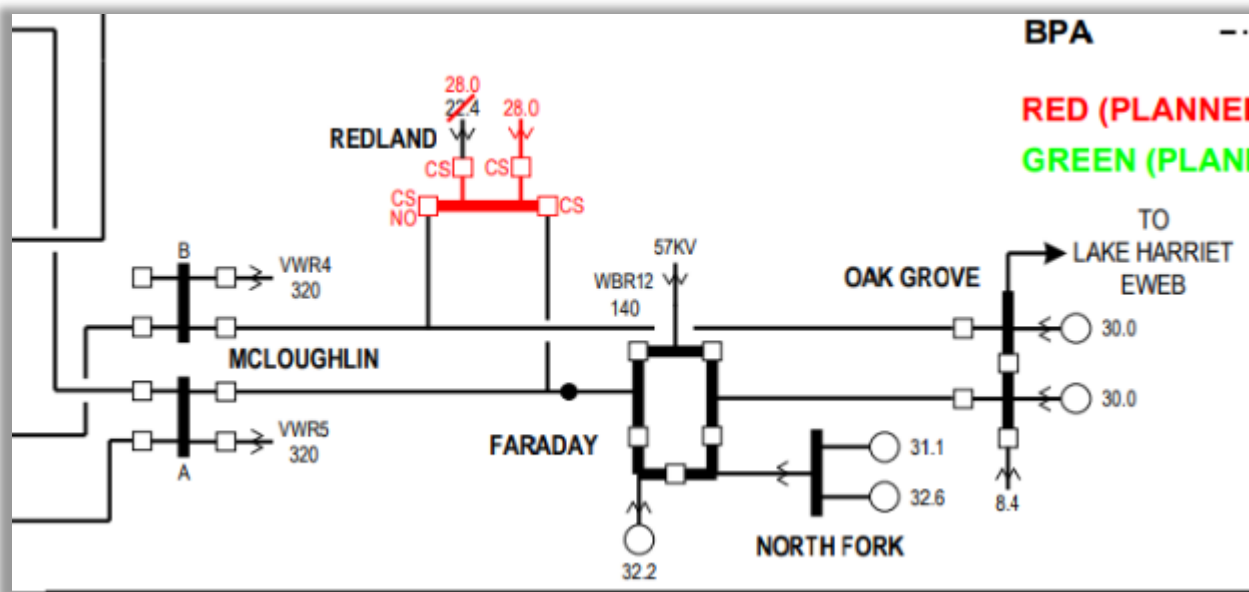 BPA
RED (PLANNE
GREEN (PLAN
28.0
22.4
28.0
REDLAND
CS
CS
CS
NO
CS
TO
LAKE HARRIET
EWEB
57KV
WBR12
140
OAK GROVE
B
VWR4
320
30.0
MCLOUGHLIN
30.0
VWR5
320
A
FARADAY
31.1
32.6
8.4
NORTH FORK
32.2